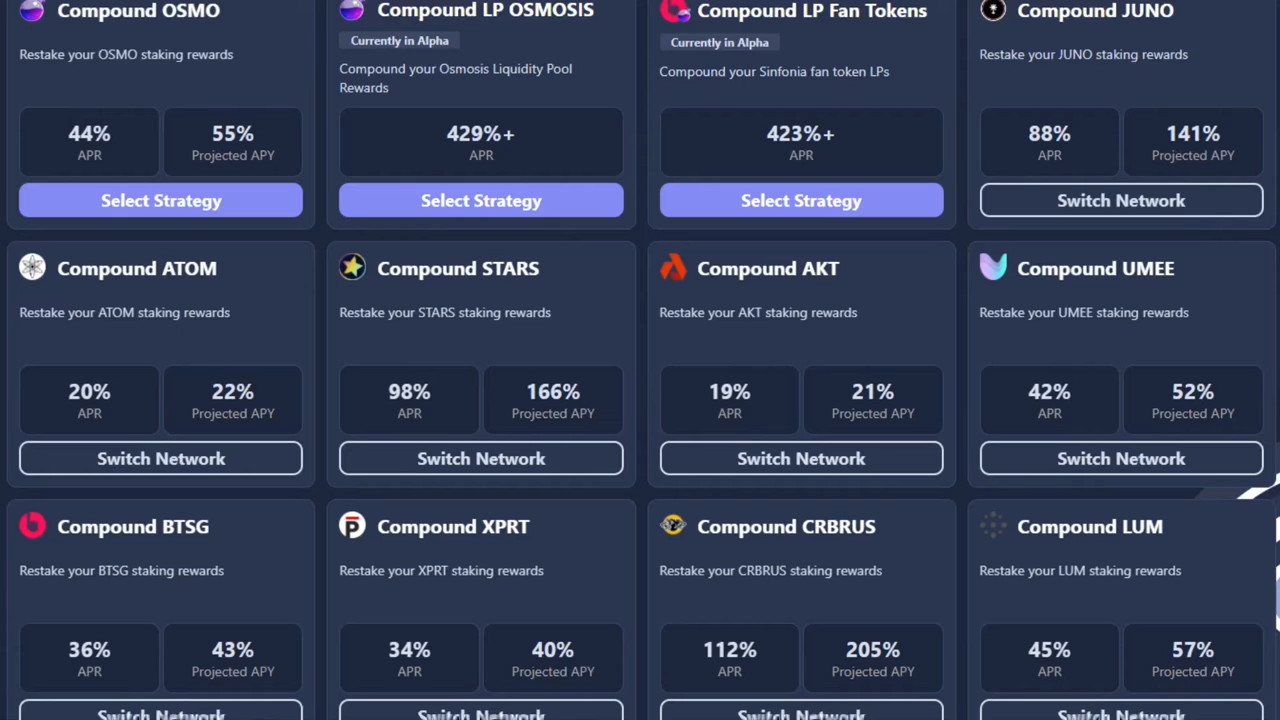 Compound OSMO
Restake your OSMO staking rewards
44%
APR
55%
Projected APY
Select Strategy
Compound LP OSMOSIS
Currently in Alpha
Compound your Osmosis Liquidity Pool
Rewards
429%+
APR
Select Strategy
Compound LP Fan Tokens
Currently in Alpha
Compound your Sinfonia fan token LPs
423%+
APR
Select Strategy
Compound JUNO
Restake your JUNO staking rewards
88%
APR
141%
Projected APY
Switch Network
Compound ATOM
Restake your ATOM staking rewards
20%
APR
22%
Projected APY
Switch Network
Compound STARS
Restake your STARS staking rewards
98%
APR
166%
Projected APY
Switch Network
Compound AKT
Restake your AKT staking rewards
19%
APR
21%
Projected APY
Switch Network
Compound UMEE
Restake your UMEE staking rewards
42%
APR
52%
Projected APY
Switch Network
Compound BTSG
Restake your BTSG staking rewards
36%
APR
43%
Projected APY
Switch Network
Compound XPRT
Restake your XPRT staking rewards
34%
APR
40%
Projected APY
Switch Network
Compound CRBRUS
Restake your CRBRUS staking rewards
112%
APR
205%
Projected APY
Switch Network
Compound LUM
Restake your LUM staking rewards
45%
APR
57%
Projected APY
Switch Network